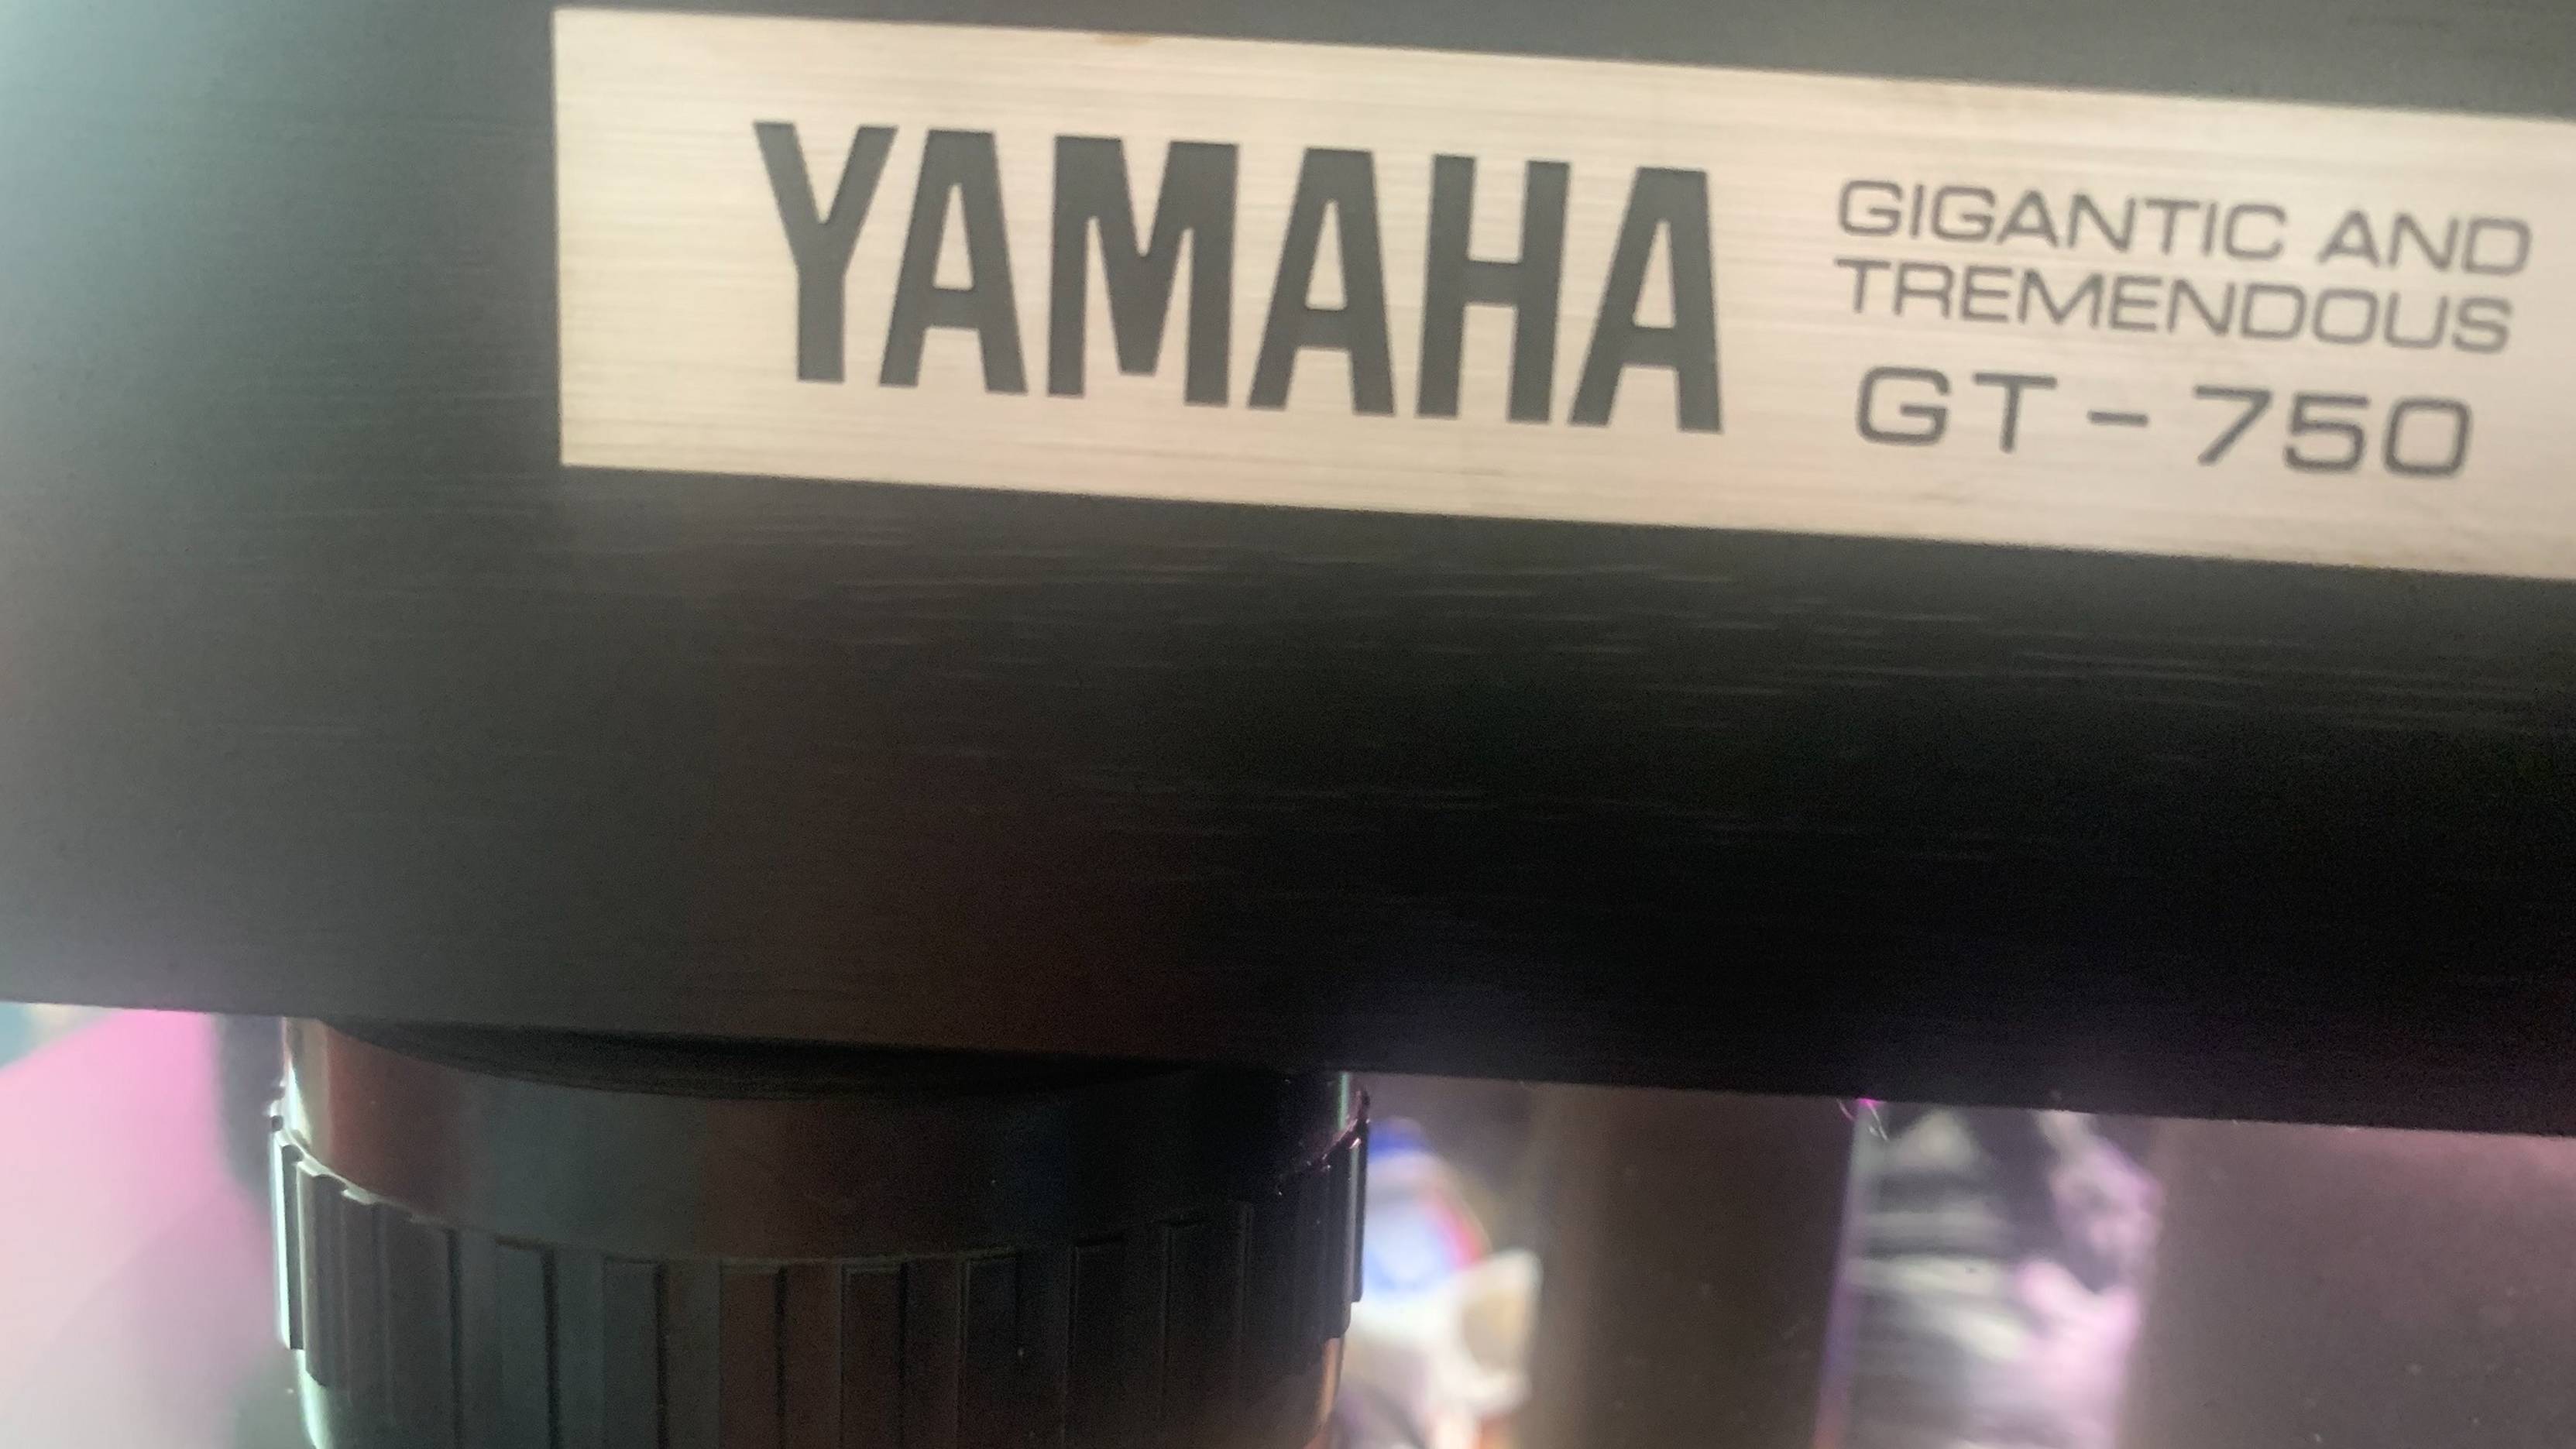 YAMAHA
GIGANTIC AND
TREMENDOUS
GT-750